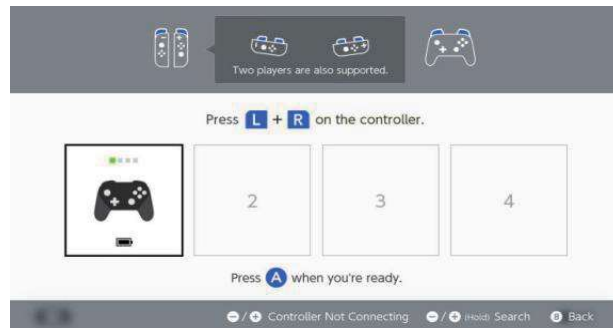 Two players are also supported.
Press L + R on the controller.
2
3
4
Press A when you're ready.
/ Controller Not Connecting / (Hold) Search B Back